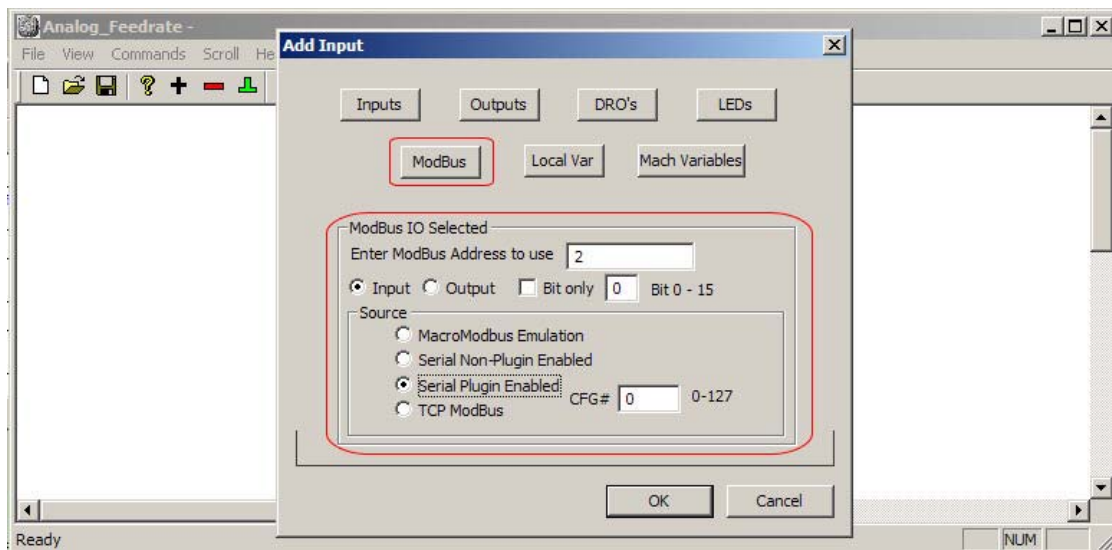 Analog_Feedrate -
File View Commands Scroll He
Add Input
Inputs Outputs DRO's LEDs
ModBus Local Var Mach Variables
ModBus IO Selected
Enter ModBus Address to use 2
Input Output Bit only 0 Bit 0 - 15
Source
MacroModbus Emulation
Serial Non-Plugin Enabled
Serial Plugin Enabled CFG# 0 0-127
TCP ModBus
OK Cancel
Ready NUM